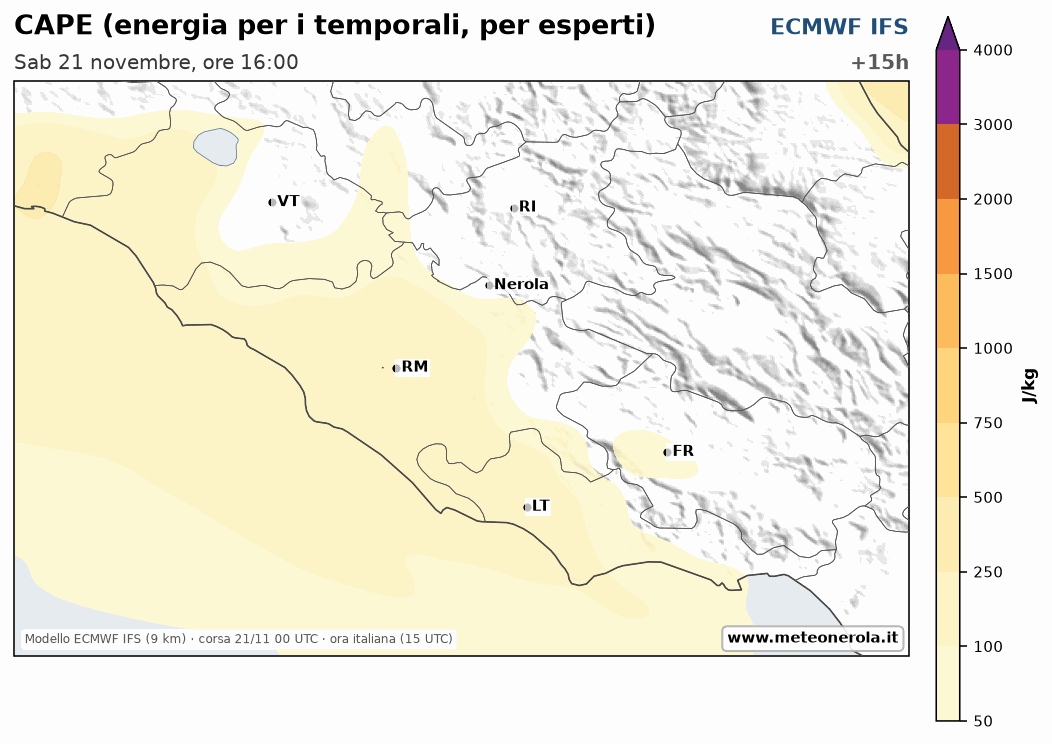 CAPE (energia per i temporali, per esperti)
ECMWF IFS
Sab 21 novembre, ore 16:00
+15h
4000
3000
2000
1500
1000
750
500
250
100
50
J/kg
VT
RI
Nerola
RM
FR
LT
Modello ECMWF IFS (9 km) · corsa 21/11 00 UTC · ora italiana (15 UTC)
www.meteonerola.it